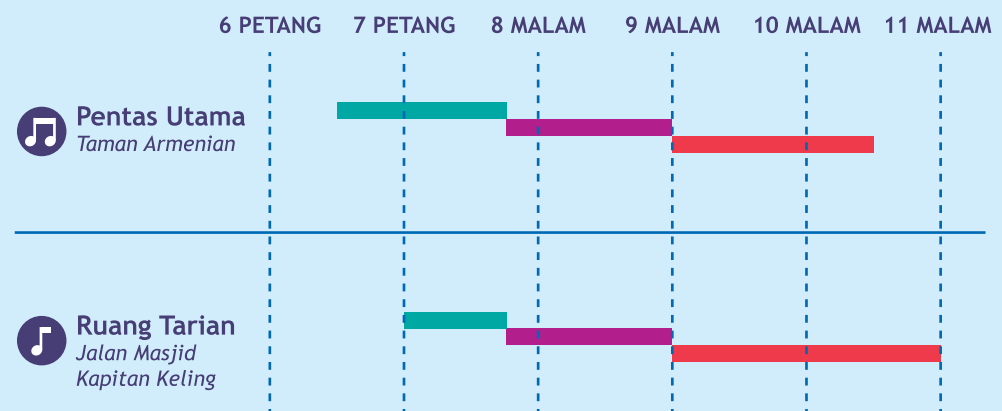 6 PETANG 7 PETANG 8 MALAM 9 MALAM 10 MALAM 11 MALAM
Pentas Utama
Taman Armenian
Ruang Tarian
Jalan Masjid
Kapitan Keling